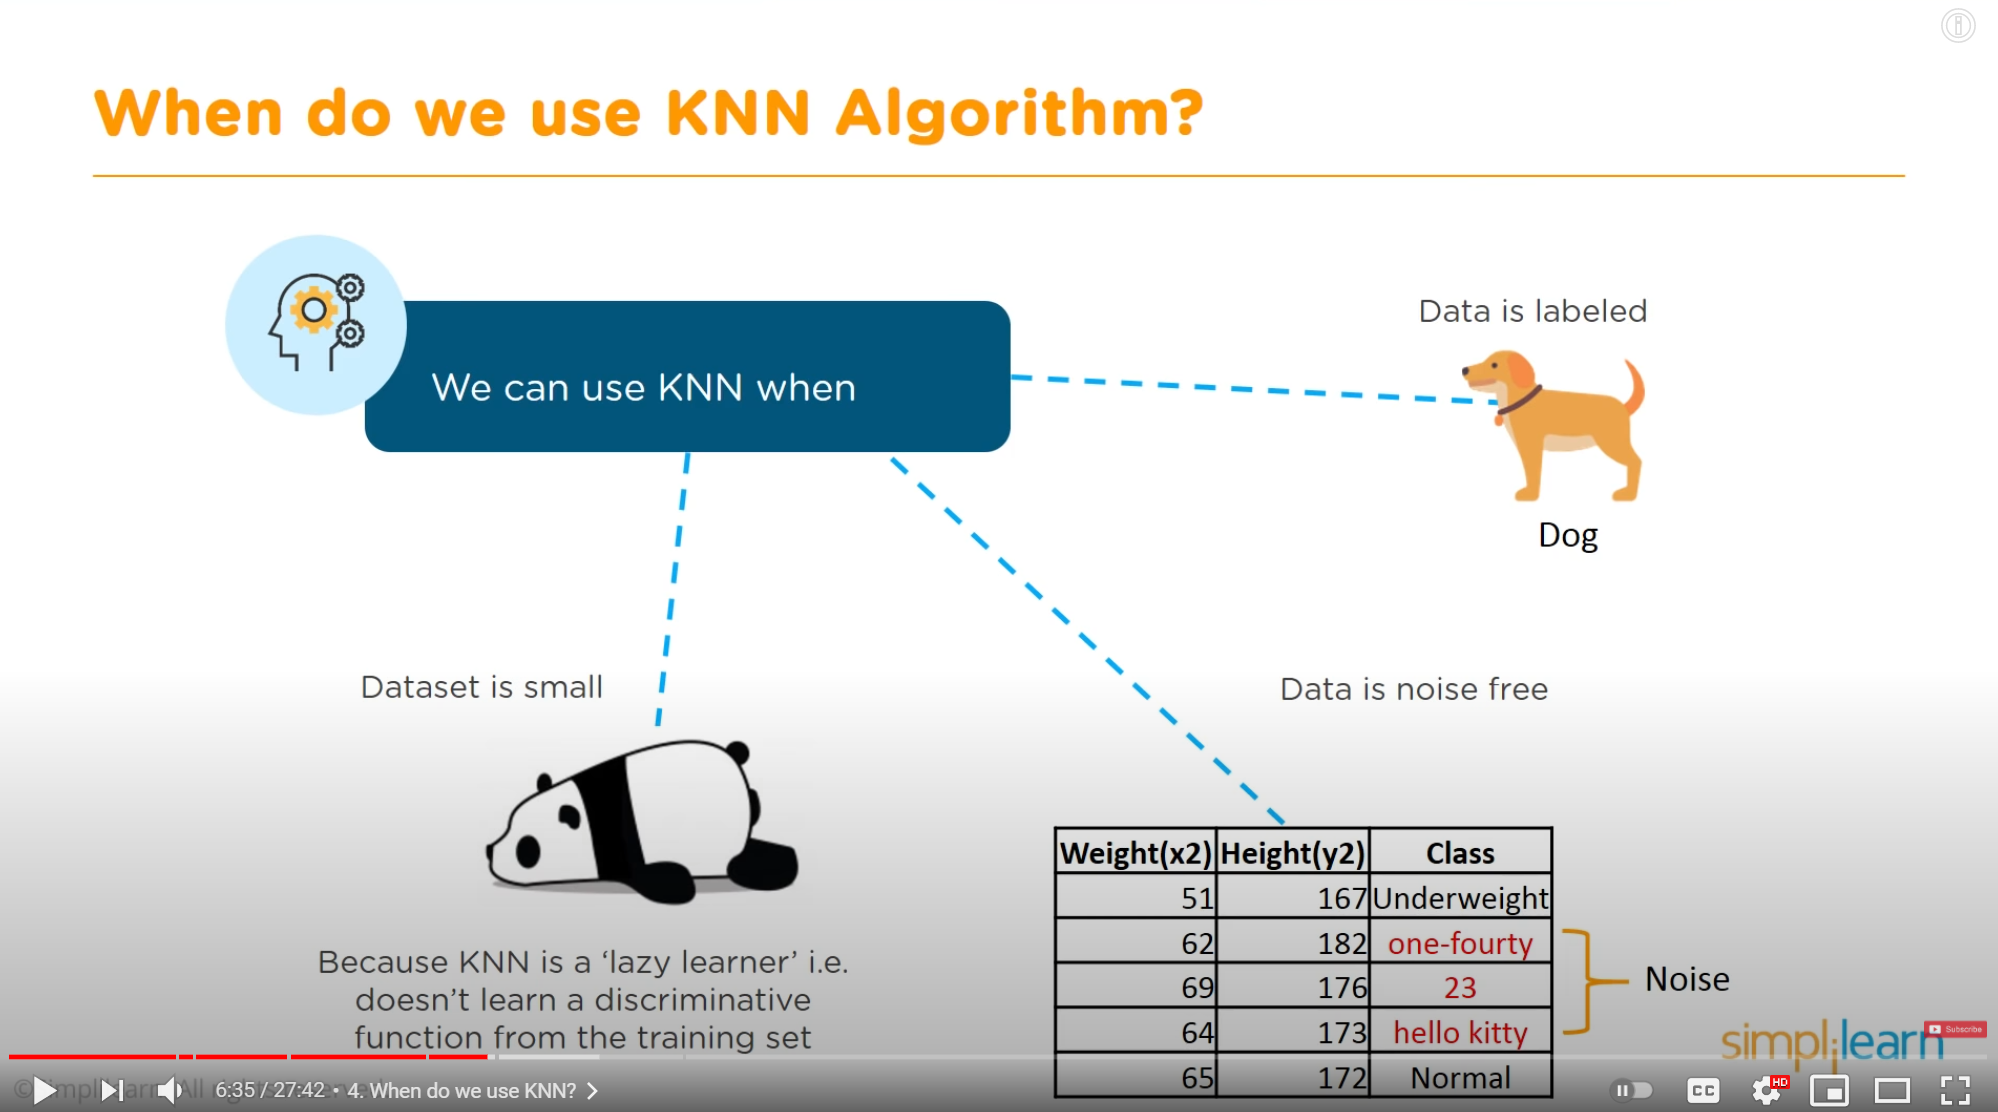 When do we use KNN Algorithm?
We can use KNN when
Data is labeled
Dog
Dataset is small
Because KNN is a ‘lazy learner’ i.e.
doesn’t learn a discriminative
function from the training set
Data is noise free
Weight(x2) Height(y2) Class
51 167 Underweight
62 182 one-fourty
69 176 23
64 173 hello kitty
65 172 Normal
Noise
simplilearn
Subscribe
6:35 / 27:42 • 4. When do we use KNN?
CC
HD